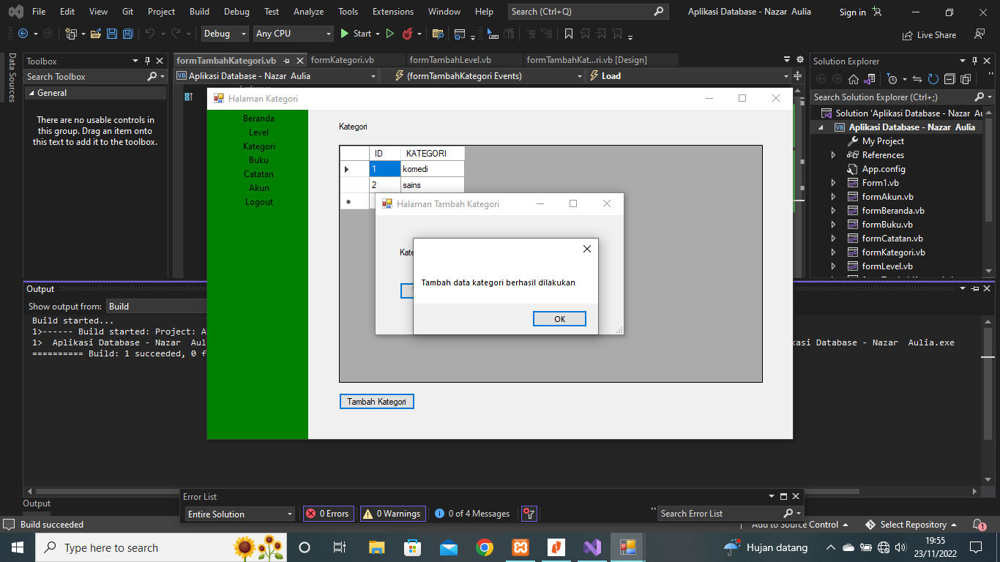 File Edit View Git Project Build Debug Test Analyze Tools Extensions Window Help Search (Ctrl+Q) Aplikasi Database - Nazar Aulia Sign in
Debug Any CPU Start Live Share
Data Sources
Toolbox
Search Toolbox
General
There are no usable controls in
this group. Drag an item onto
this text to add it to the toolbox.
formTambahKategori.vb formKategori.vb formTambahLevel.vb formTambahKat...ri.vb [Design]
Aplikasi Database - Nazar Aulia (formTambahKategori Events) Load
Halaman Kategori
Beranda
Level
Kategori
Buku
Catatan
Akun
Logout
Kategori
ID KATEGORI
1 komedi
2 sains
Halaman Tambah Kategori
Tambah data kategori berhasil dilakukan
OK
Tambah Kategori
Solution Explorer
Search Solution Explorer (Ctrl+;)
Solution 'Aplikasi Database - Nazar Au
Aplikasi Database - Nazar Aulia
My Project
References
App.config
Form1.vb
formAkun.vb
formBeranda.vb
formBuku.vb
formCatatan.vb
formKategori.vb
formLevel.vb
Output
Show output from: Build
Build started...
1>------ Build started: Project: A
1> Aplikasi Database - Nazar Aul kasi Database - Nazar Aulia.exe
========== Build: 1 succeeded, 0 f
Output
Error List
Entire Solution 0 Errors 0 Warnings 0 of 4 Messages Search Error List
Build succeeded Add to Source Control Select Repository 1
Type here to search Hujan datang 19:55
23/11/2022